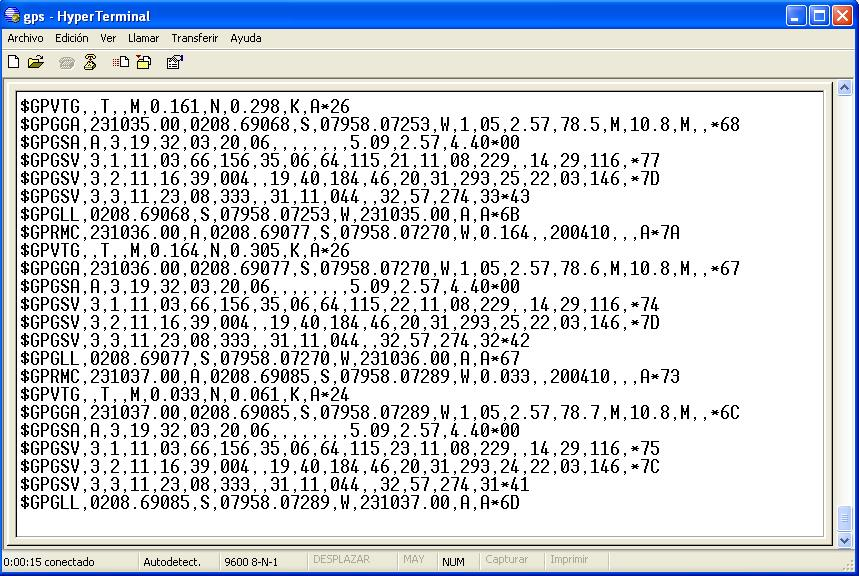 gps - HyperTerminal
Archivo Edición Ver Llamar Transferir Ayuda
$GPVTG,,T,,M,0.161,N,0.298,K,A*26
$GPGGA,231035.00,0208.69068,S,07958.07253,W,1,05,2.57,78.5,M,10.8,M,,*68
$GPGSA,A,3,19,32,03,20,06,,,,,,,,5.09,2.57,4.40*00
$GPGSV,3,1,11,03,66,156,35,06,64,115,21,11,08,229,,14,29,116,*77
$GPGSV,3,2,11,16,39,004,,19,40,184,46,20,31,293,25,22,03,146,*7D
$GPGSV,3,3,11,23,08,333,,31,11,044,,32,57,274,33*43
$GPGLL,0208.69068,S,07958.07253,W,231035.00,A,A*6B
$GPRMC,231036.00,A,0208.69077,S,07958.07270,W,0.164,,200410,,,A*7A
$GPVTG,,T,,M,0.164,N,0.305,K,A*26
$GPGGA,231036.00,0208.69077,S,07958.07270,W,1,05,2.57,78.6,M,10.8,M,,*67
$GPGSA,A,3,19,32,03,20,06,,,,,,,,5.09,2.57,4.40*00
$GPGSV,3,1,11,03,66,156,35,06,64,115,22,11,08,229,,14,29,116,*74
$GPGSV,3,2,11,16,39,004,,19,40,184,46,20,31,293,25,22,03,146,*7D
$GPGSV,3,3,11,23,08,333,,31,11,044,,32,57,274,32*42
$GPGLL,0208.69077,S,07958.07270,W,231036.00,A,A*67
$GPRMC,231037.00,A,0208.69085,S,07958.07289,W,0.033,,200410,,,A*73
$GPVTG,,T,,M,0.033,N,0.061,K,A*24
$GPGGA,231037.00,0208.69085,S,07958.07289,W,1,05,2.57,78.7,M,10.8,M,,*6C
$GPGSA,A,3,19,32,03,20,06,,,,,,,,5.09,2.57,4.40*00
$GPGSV,3,1,11,03,66,156,35,06,64,115,23,11,08,229,,14,29,116,*75
$GPGSV,3,2,11,16,39,004,,19,40,184,46,20,31,293,24,22,03,146,*7C
$GPGSV,3,3,11,23,08,333,,31,11,044,,32,57,274,31*41
$GPGLL,0208.69085,S,07958.07289,W,231037.00,A,A*6D
0:00:15 conectado Autodetect. 9600 8-N-1 DESPLAZAR MAY NUM Capturar Imprimir